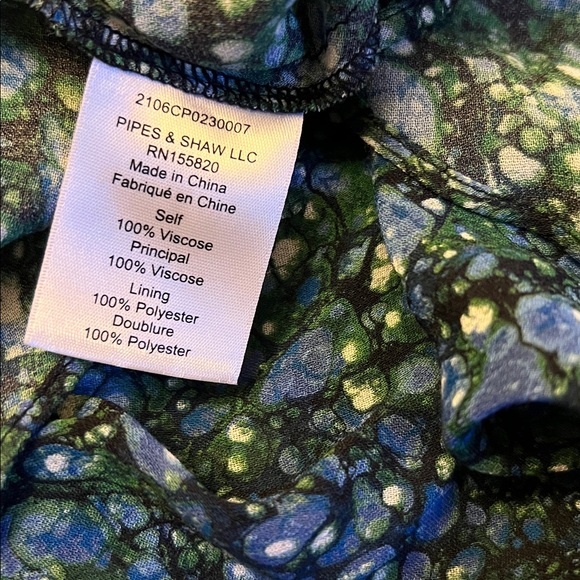 2106CP0230007
PIPES & SHAW LLC
RN155820
Made in China
Fabriqué en Chine
Self
100% Viscose
Principal
100% Viscose
Lining
100% Polyester
Doublure
100% Polyester